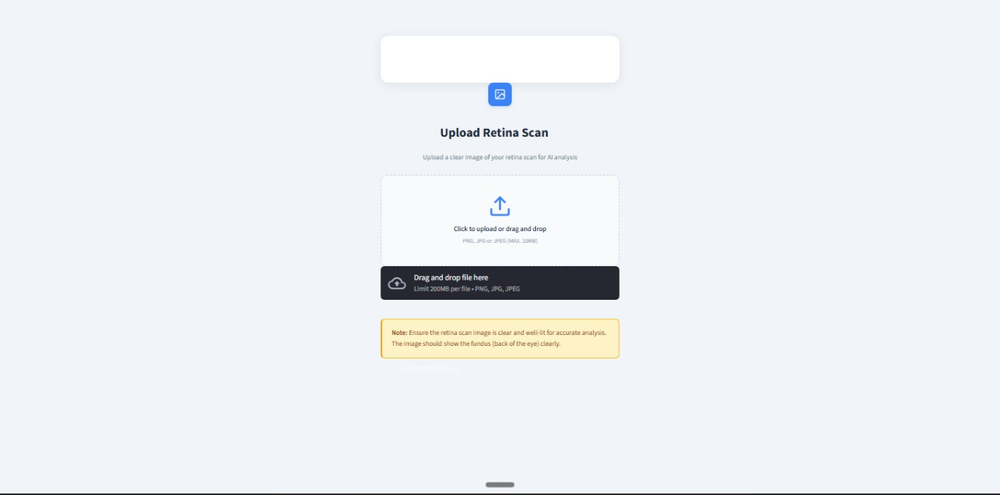 Upload Retina Scan
Upload a clear image of your retina scan for AI analysis
Click to upload or drag and drop
PNG, JPG or JPEG (MAX. 10MB)
Drag and drop file here
Limit 200MB per file • PNG, JPG, JPEG
Note: Ensure the retina scan image is clear and well-lit for accurate analysis.
The image should show the fundus (back of the eye) clearly.